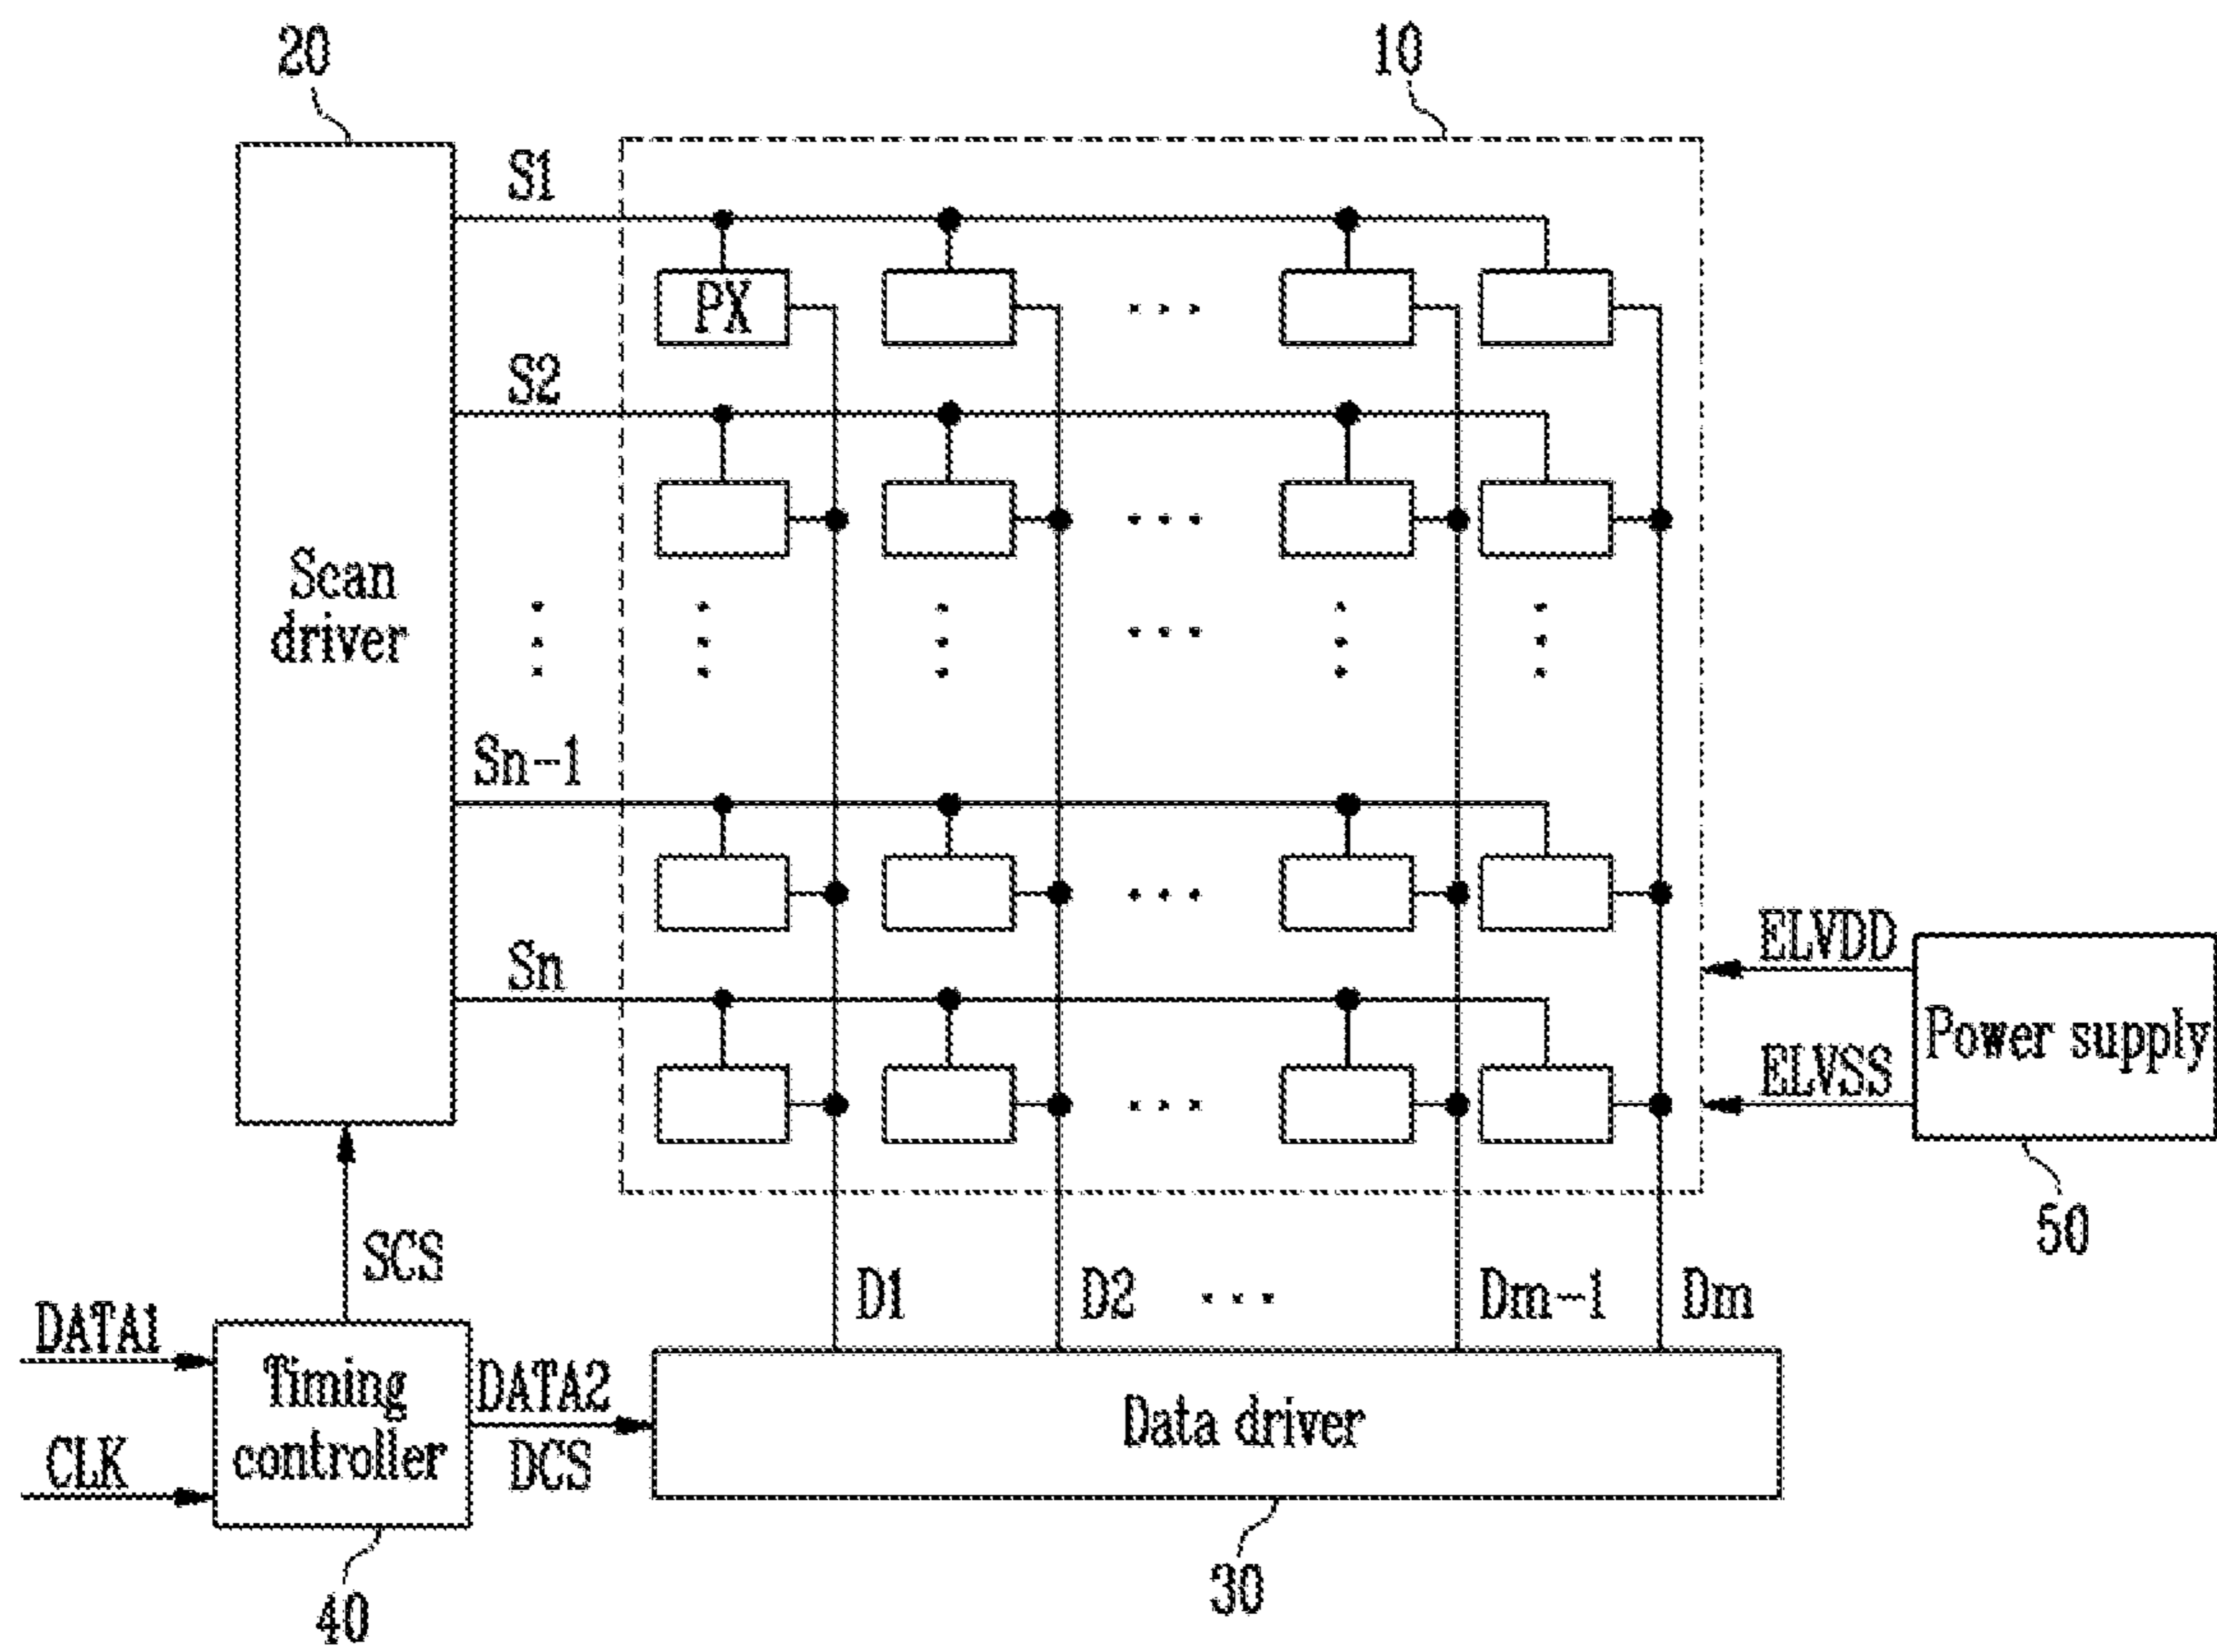 20
10
S1
PX
S2
Scan
driver
Sn-1
Sn
ELVDD
Power supply
ELVSS
50
SCS
D1 D2 ... Dm-1 Dm
DATA1
Timing
controller
CLK
DATA2
DCS
Data driver
40
30